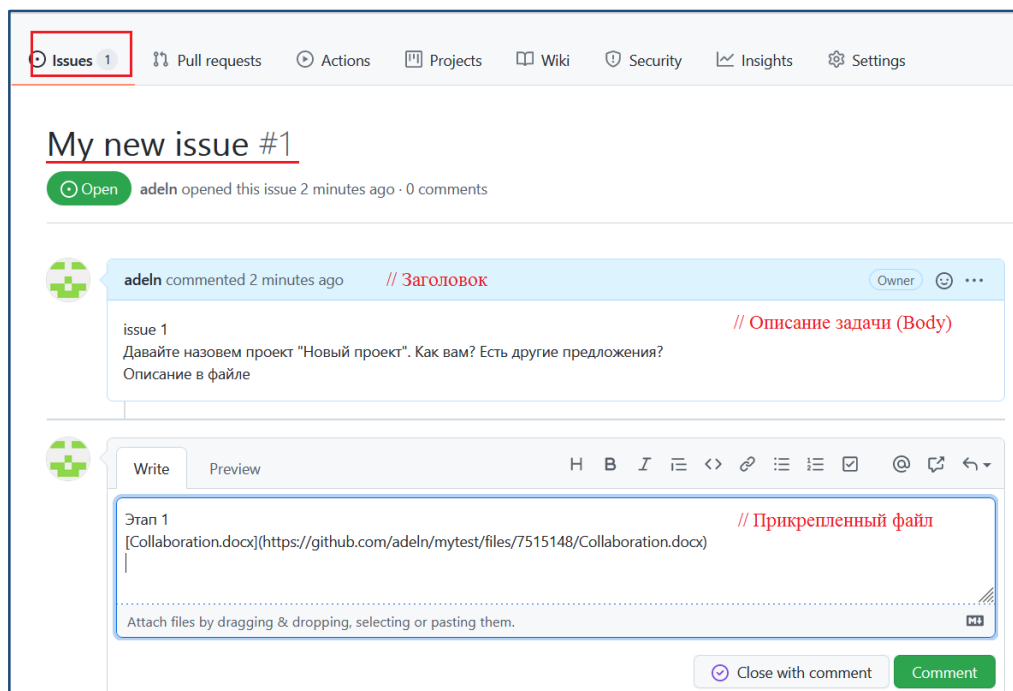 Issues 1 Pull requests Actions Projects Wiki Security Insights Settings
My new issue #1
Open adeln opened this issue 2 minutes ago · 0 comments
adeln commented 2 minutes ago // Заголовок Owner
// Описание задачи (Body)
issue 1
Давайте назовем проект "Новый проект". Как вам? Есть другие предложения?
Описание в файле
Write Preview
Этап 1 // Прикрепленный файл
[Collaboration.docx](https://github.com/adeln/mytest/files/7515148/Collaboration.docx)
Attach files by dragging & dropping, selecting or pasting them.
Close with comment Comment